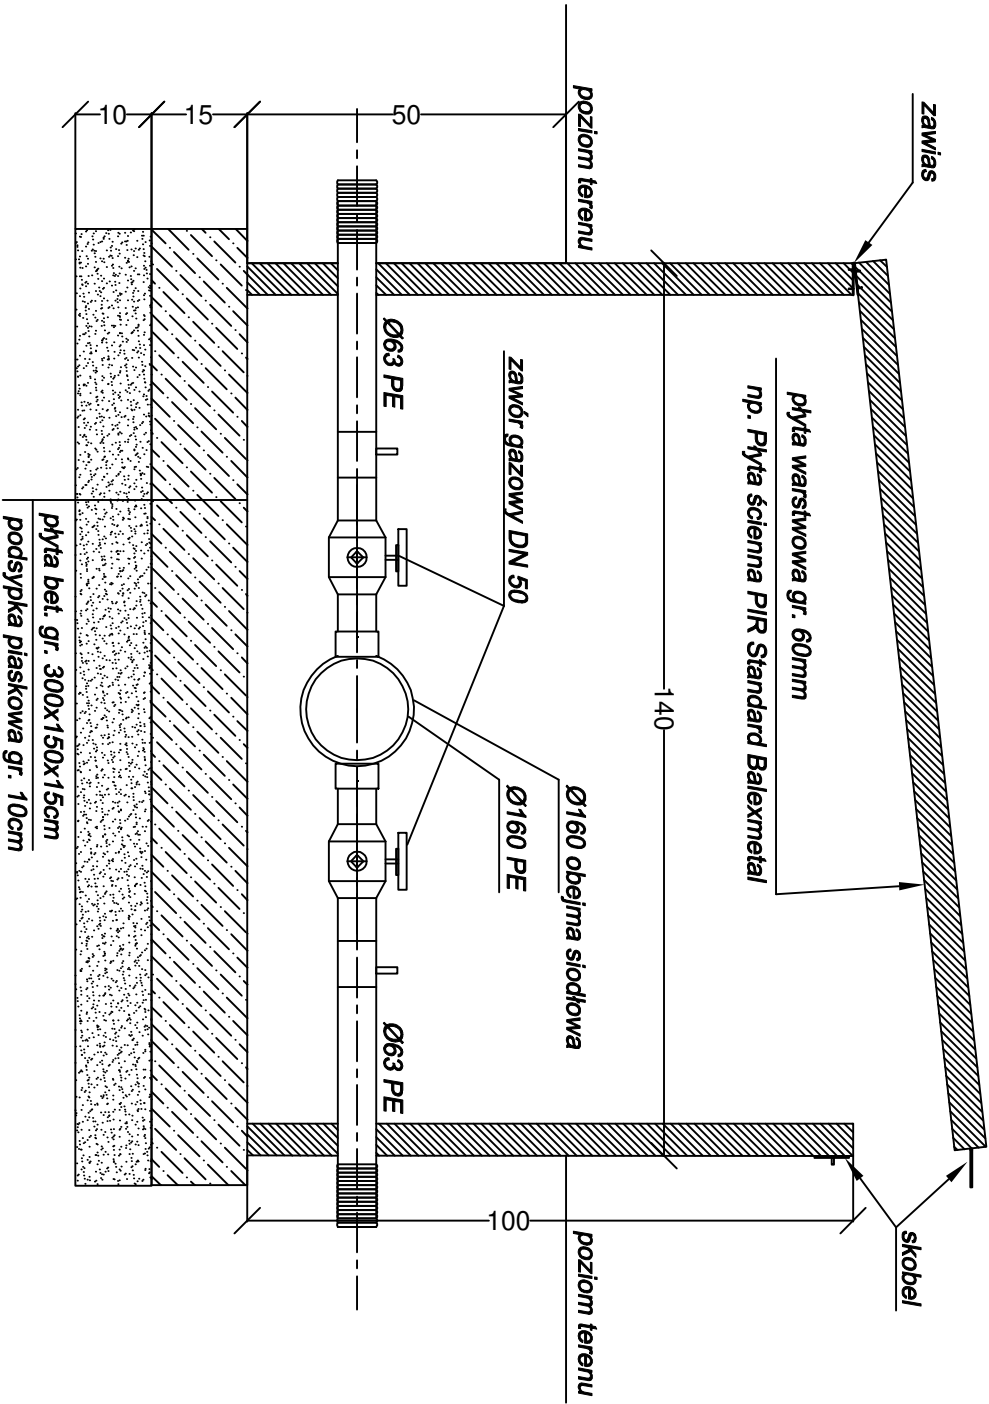 zawias
skobel
płyta warstwowa gr. 60mm
np. Płyta ścienna PIR Standard Balexmetal
140
poziom terenu
poziom terenu
Ø160 obejma siodłowa
Ø160 PE
zawór gazowy DN 50
Ø63 PE
Ø63 PE
50
15
10
100
płyta bet. gr. 300x150x15cm
podsypka piaskowa gr. 10cm